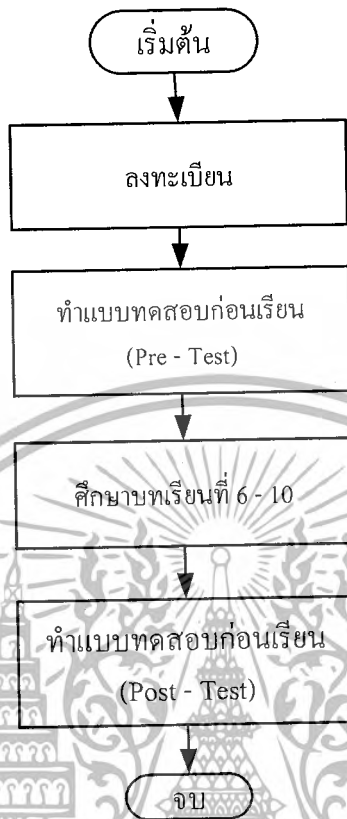 เริ่มต้น
ลงทะเบียน
ทำแบบทดสอบก่อนเรียน
(Pre - Test)
ศึกษาบทเรียนที่ 6 - 10
ทำแบบทดสอบก่อนเรียน
(Post - Test)
จบ